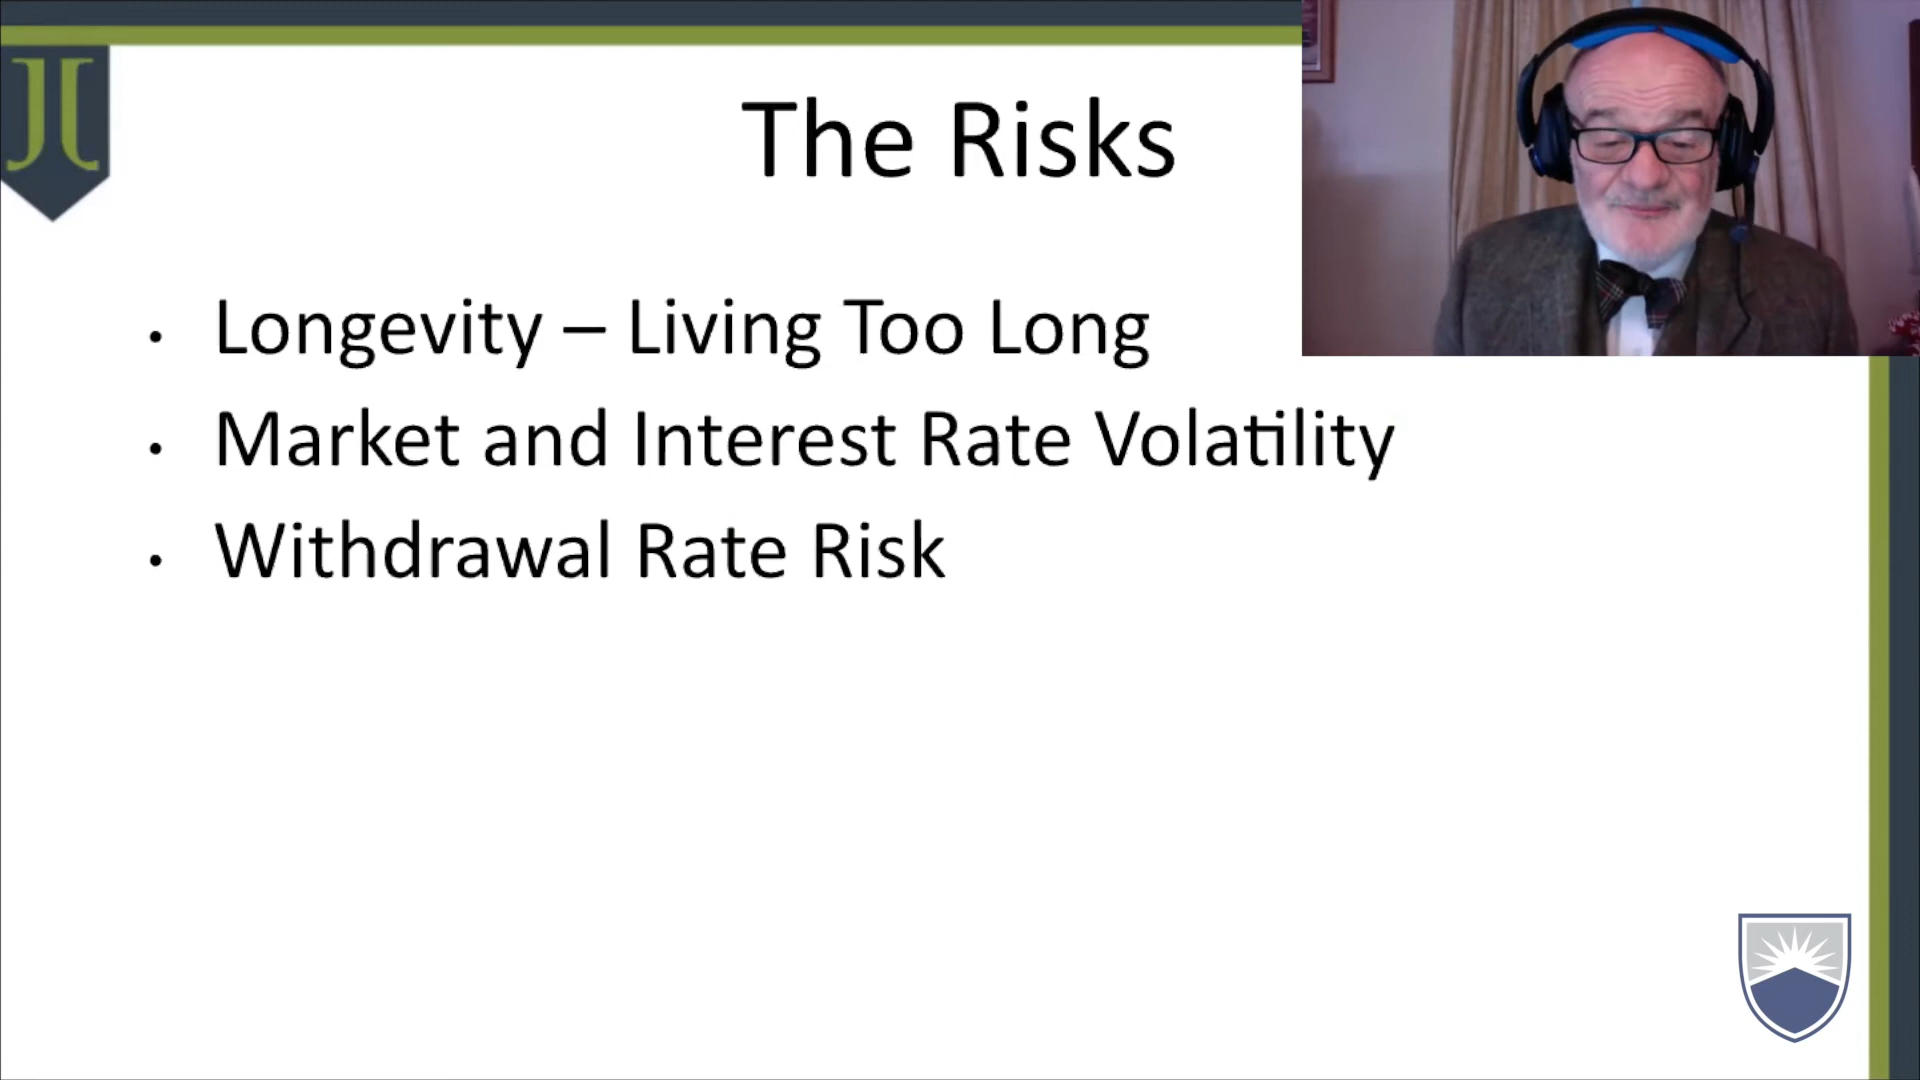 The Risks
• Longevity – Living Too Long
• Market and Interest Rate Volatility
• Withdrawal Rate Risk